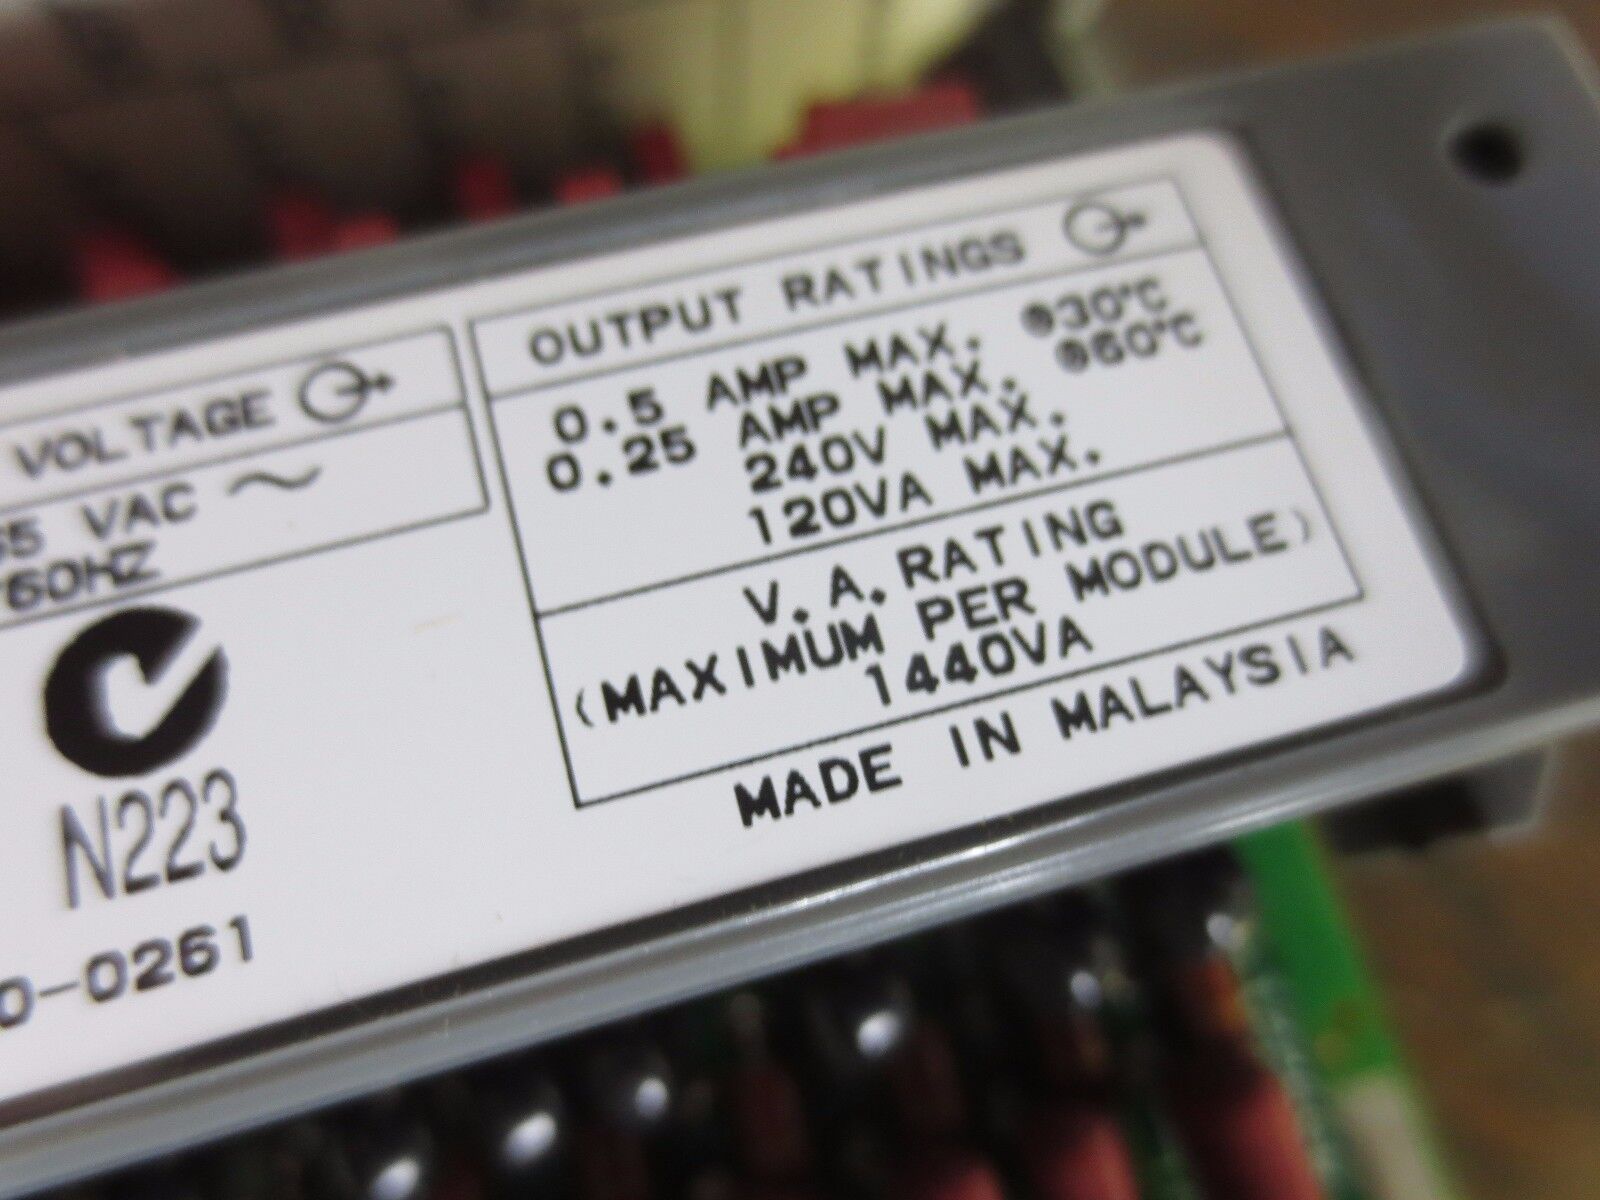 VOLTAGE
VAC
60HZ
N223
0-0261
OUTPUT RATINGS
0.5 AMP MAX. @30°C
0.25 AMP MAX. @60°C
240V MAX.
120VA MAX.
V.A. RATING
(MAXIMUM PER MODULE)
1440VA
MADE IN MALAYSIA